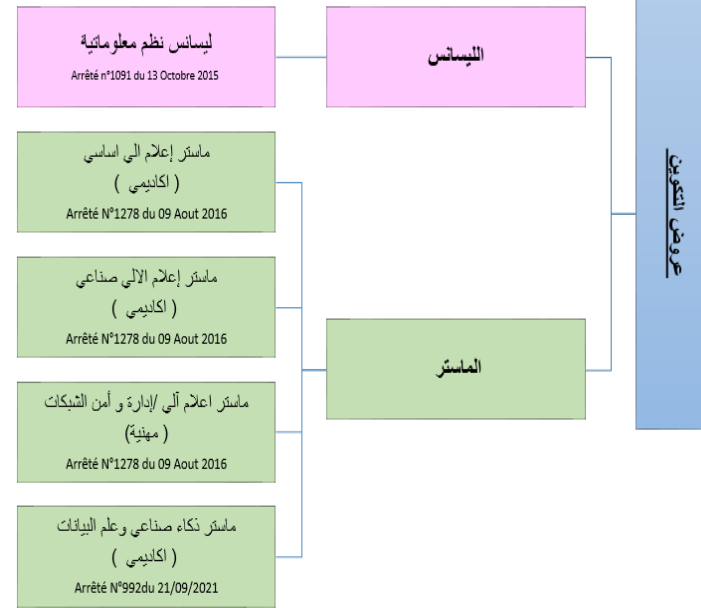 عروض التكوين
الليسانس
ليسانس نظم معلوماتية
Arrêté n°1091 du 13 Octobre 2015
الماستر
ماستر إعلام الي اساسي
( اكاديمي )
Arrêté N°1278 du 09 Aout 2016
ماستر إعلام الالي صناعي
( اكاديمي )
Arrêté N°1278 du 09 Aout 2016
ماستر اعلام آلي /إدارة و أمن الشبكات
( مهنية)
Arrêté N°1278 du 09 Aout 2016
ماستر ذكاء صناعي وعلم البيانات
( اكاديمي )
Arrêté N°992du 21/09/2021